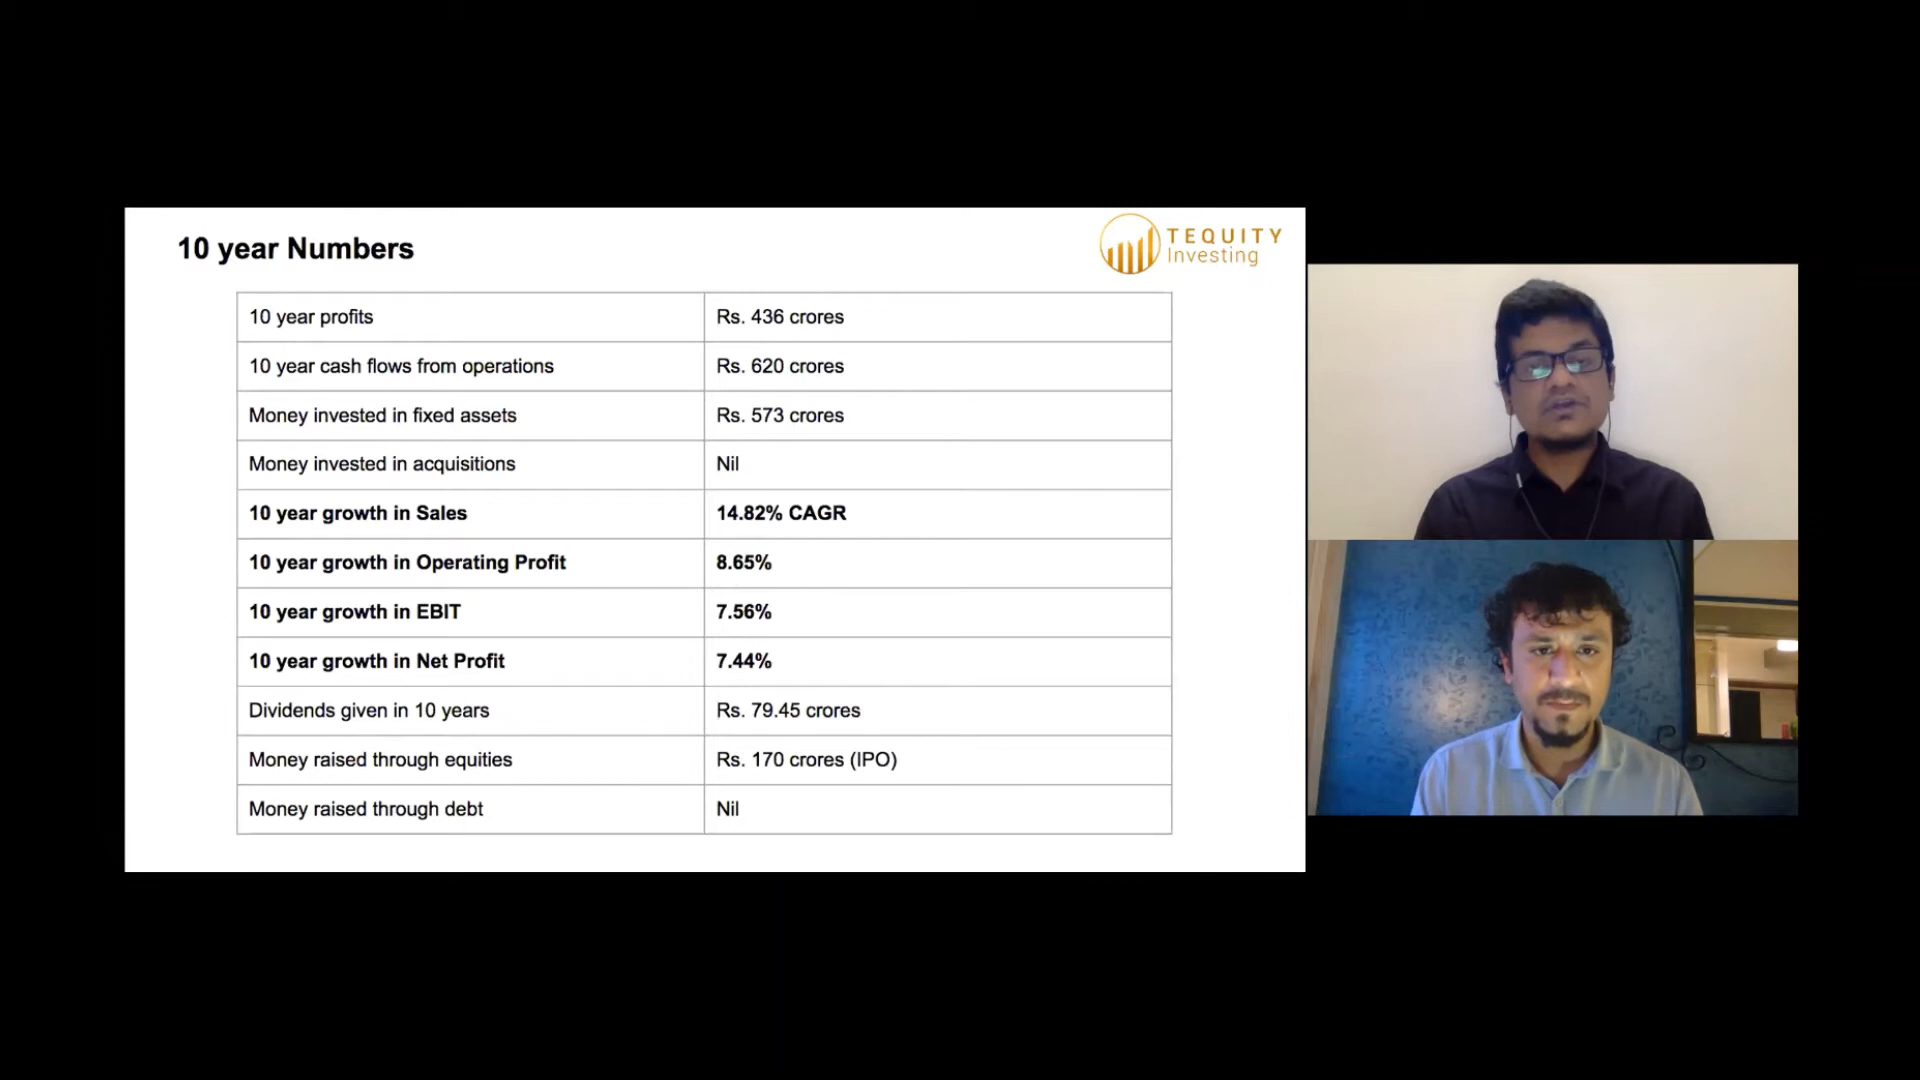 10 year Numbers
TEQUITY
Investing
10 year profits Rs. 436 crores
10 year cash flows from operations Rs. 620 crores
Money invested in fixed assets Rs. 573 crores
Money invested in acquisitions Nil
10 year growth in Sales 14.82% CAGR
10 year growth in Operating Profit 8.65%
10 year growth in EBIT 7.56%
10 year growth in Net Profit 7.44%
Dividends given in 10 years Rs. 79.45 crores
Money raised through equities Rs. 170 crores (IPO)
Money raised through debt Nil